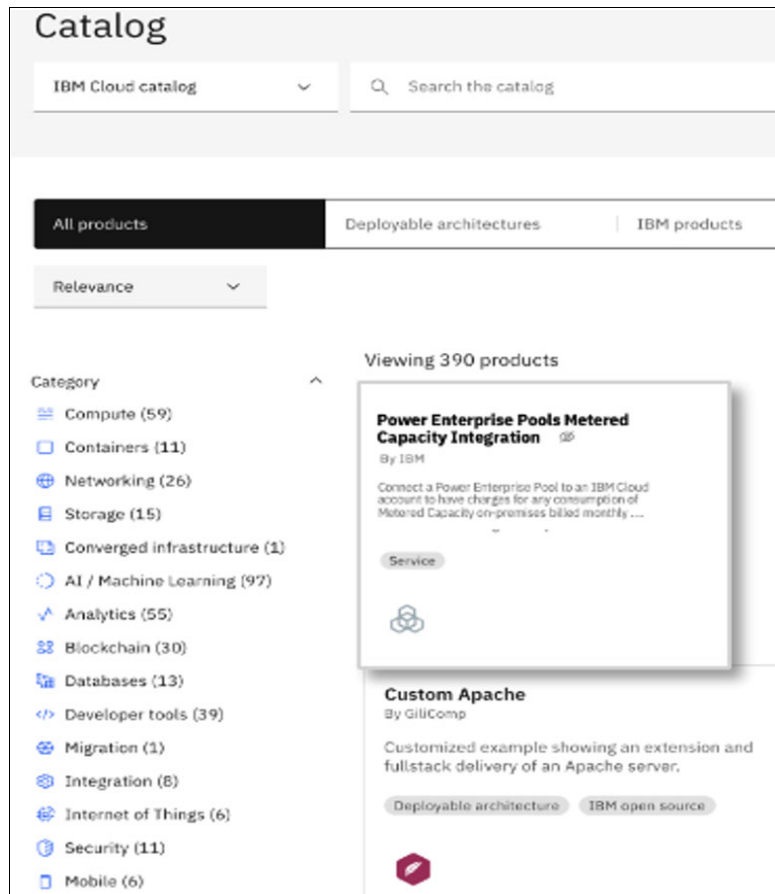 Catalog
IBM Cloud catalog
Search the catalog
All products
Deployable architectures
IBM products
Relevance
Viewing 390 products
Category
Compute (59)
Containers (11)
Networking (26)
Storage (15)
Converged infrastructure (1)
AI / Machine Learning (97)
Analytics (55)
Blockchain (30)
Databases (13)
Developer tools (39)
Migration (1)
Integration (8)
Internet of Things (6)
Security (11)
Mobile (6)
Power Enterprise Pools Metered
Capacity Integration
By IBM
Connect a Power Enterprise Pool to an IBM Cloud
account to have charges for any consumption of
Metered Capacity on-premises billed monthly ....
Service
Custom Apache
By GiliComp
Customized example showing an extension and
fullstack delivery of an Apache server.
Deployable architecture
IBM open source